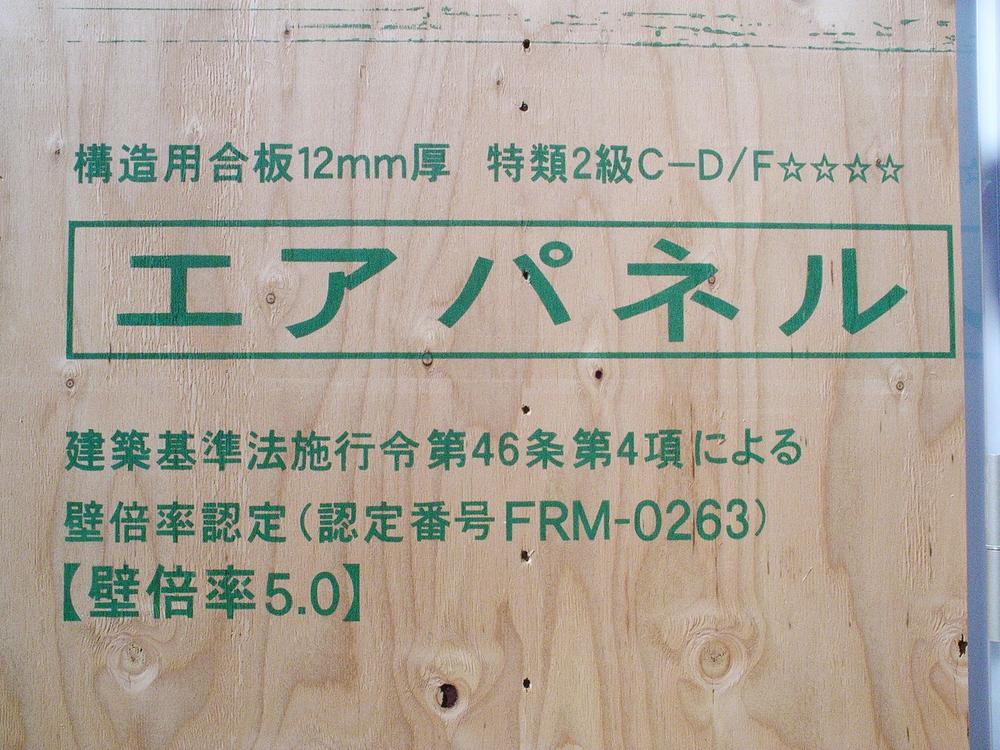 構造用合板12mm厚 特類2級C-D/F☆☆☆☆
エアパネル
建築基準法施行令第46条第4項による
壁倍率認定(認定番号FRM-0263)
【壁倍率5.0】